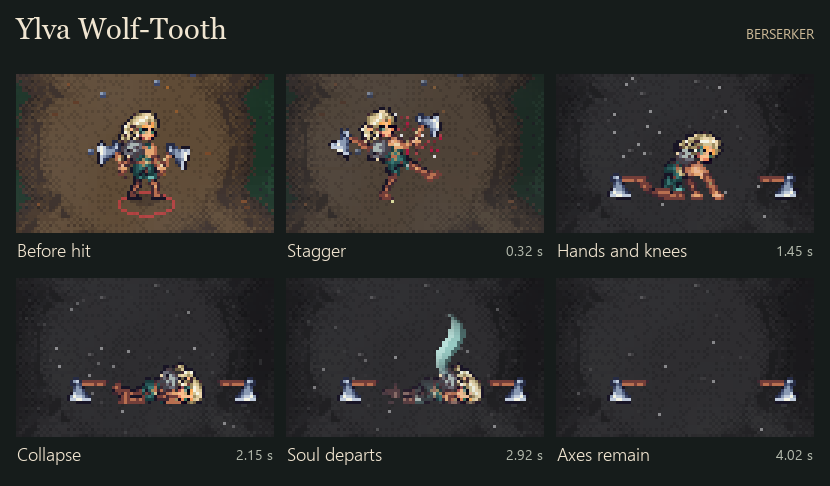 Ylva Wolf-Tooth
BERSERKER
Before hit
Stagger
0.32 s
Hands and knees
1.45 s
Collapse
2.15 s
Soul departs
2.92 s
Axes remain
4.02 s